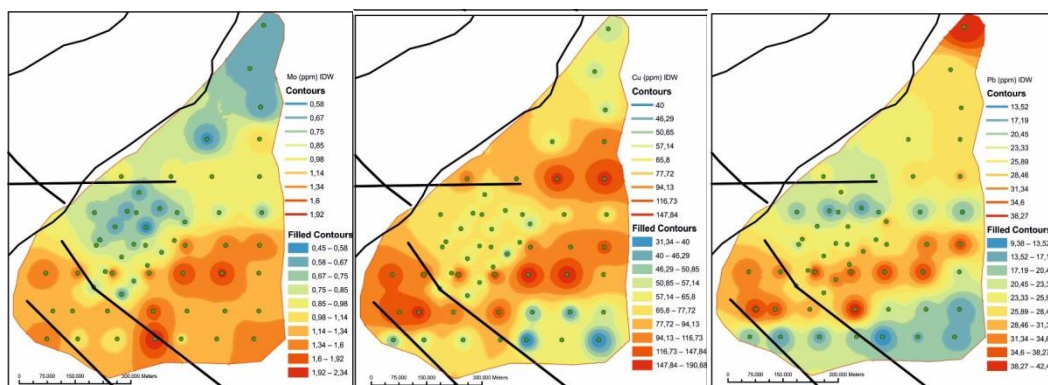 Mo (ppm) IDW
Contours
0,58
0,67
0,75
0,85
0,98
1,14
1,34
1,6
1,92
Filled Contours
0,45 – 0,58
0,58 – 0,67
0,67 – 0,75
0,75 – 0,85
0,85 – 0,98
0,98 – 1,14
1,14 – 1,34
1,34 – 1,6
1,6 – 1,92
1,92 – 2,34
0 75.000 150.000 300.000 Meters
Cu (ppm) IDW
Contours
40
46,29
50,85
57,14
65,8
77,72
94,13
116,73
147,84
Filled Contours
31,34 – 40
40 – 46,29
46,29 – 50,85
50,85 – 57,14
57,14 – 65,8
65,8 – 77,72
77,72 – 94,13
94,13 – 116,73
116,73 – 147,84
147,84 – 190,68
0 75.000 150.000 300.000 Meters
Pb (ppm) IDW
Contours
13,52
17,19
20,45
23,33
25,89
28,46
31,34
34,6
38,27
Filled Contours
9,38 – 13,52
13,52 – 17,1
17,19 – 20,4
20,45 – 23,3
23,33 – 25,8
25,89 – 28,4
28,46 – 31,3
31,34 – 34,6
34,6 – 38,27
38,27 – 42,4
0 75.000 150.000 300.000 Meters